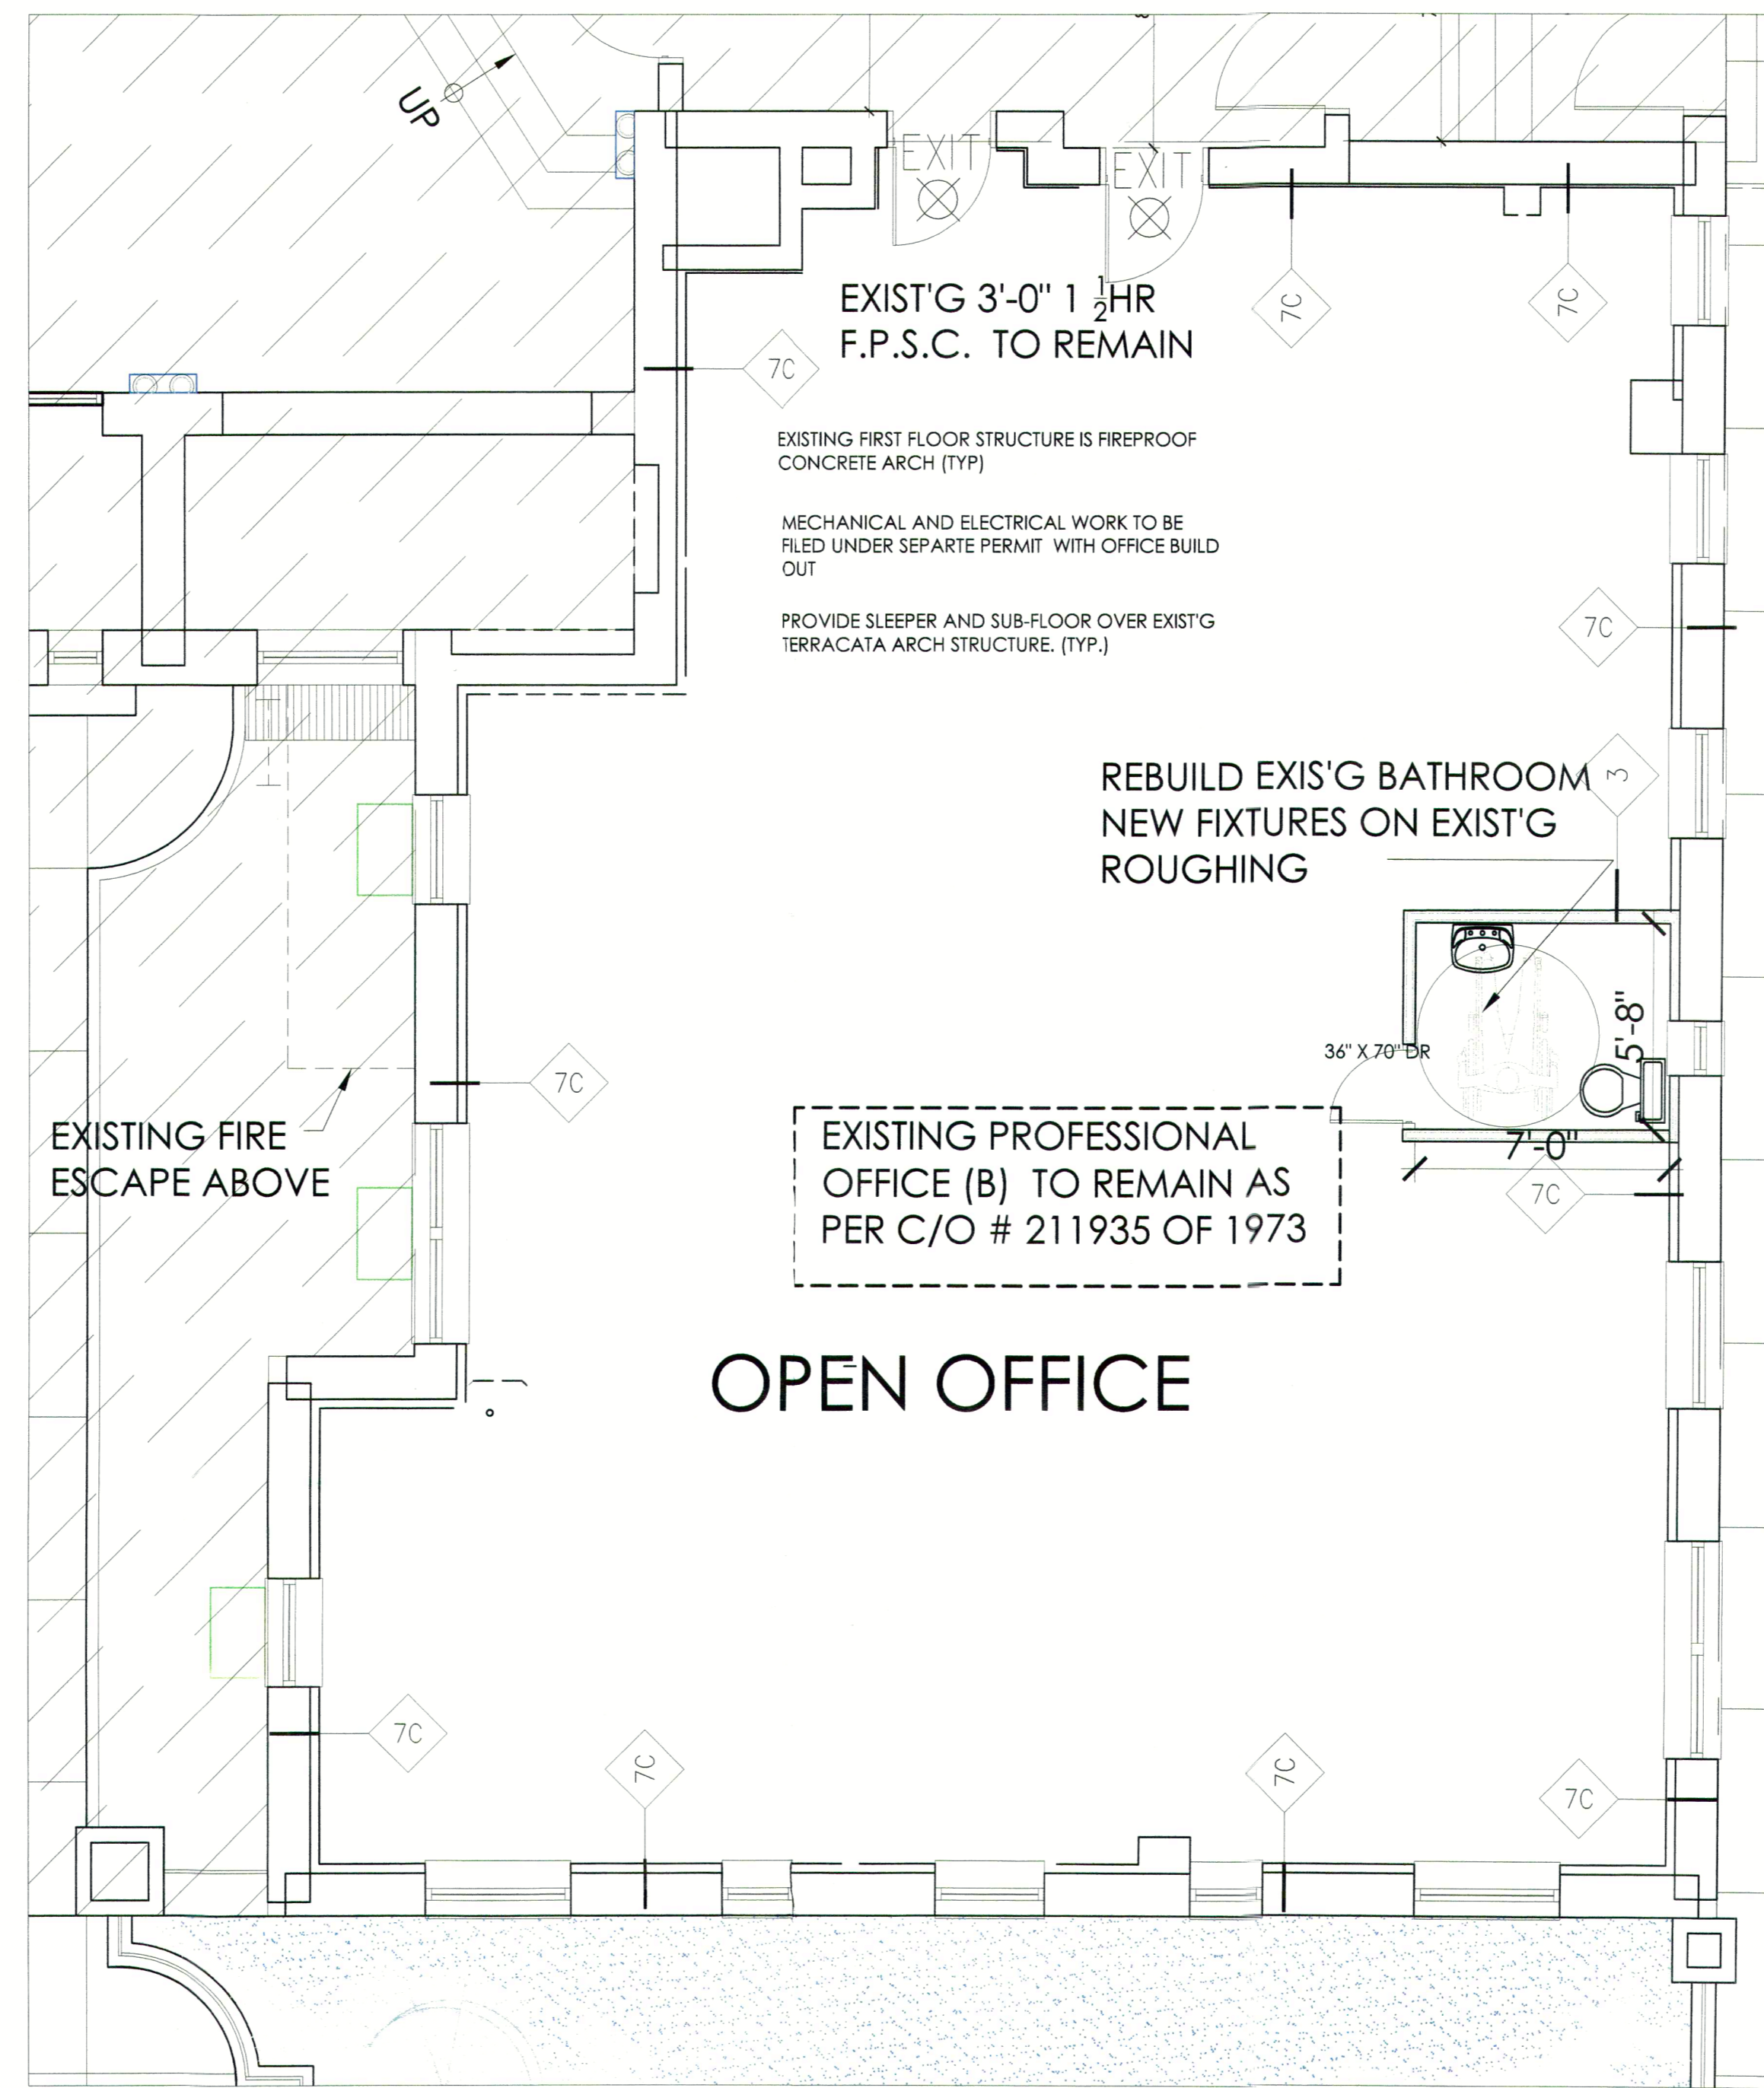 UP
EXIT
EXIT
EXIST'G 3'-0" 1 1/2HR
F.P.S.C. TO REMAIN
7C
7C
7C
EXISTING FIRST FLOOR STRUCTURE IS FIREPROOF
CONCRETE ARCH (TYP)
MECHANICAL AND ELECTRICAL WORK TO BE
FILED UNDER SEPARTE PERMIT WITH OFFICE BUILD
OUT
PROVIDE SLEEPER AND SUB-FLOOR OVER EXIST'G
TERRACATA ARCH STRUCTURE. (TYP.)
7C
REBUILD EXIS'G BATHROOM
NEW FIXTURES ON EXIST'G
ROUGHING
3
5'-8"
36" X 70" DR
7C
EXISTING FIRE
ESCAPE ABOVE
7'-0"
7C
EXISTING PROFESSIONAL
OFFICE (B) TO REMAIN AS
PER C/O # 211935 OF 1973
OPEN OFFICE
7C
7C
7C
7C